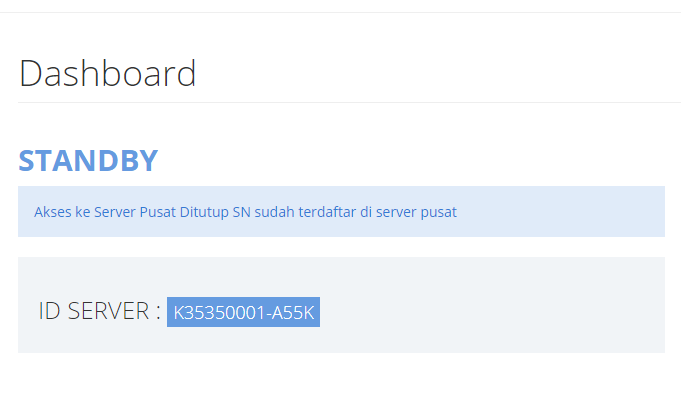 Dashboard
STANDBY
Akses ke Server Pusat Ditutup SN sudah terdaftar di server pusat
ID SERVER : K35350001-A55K